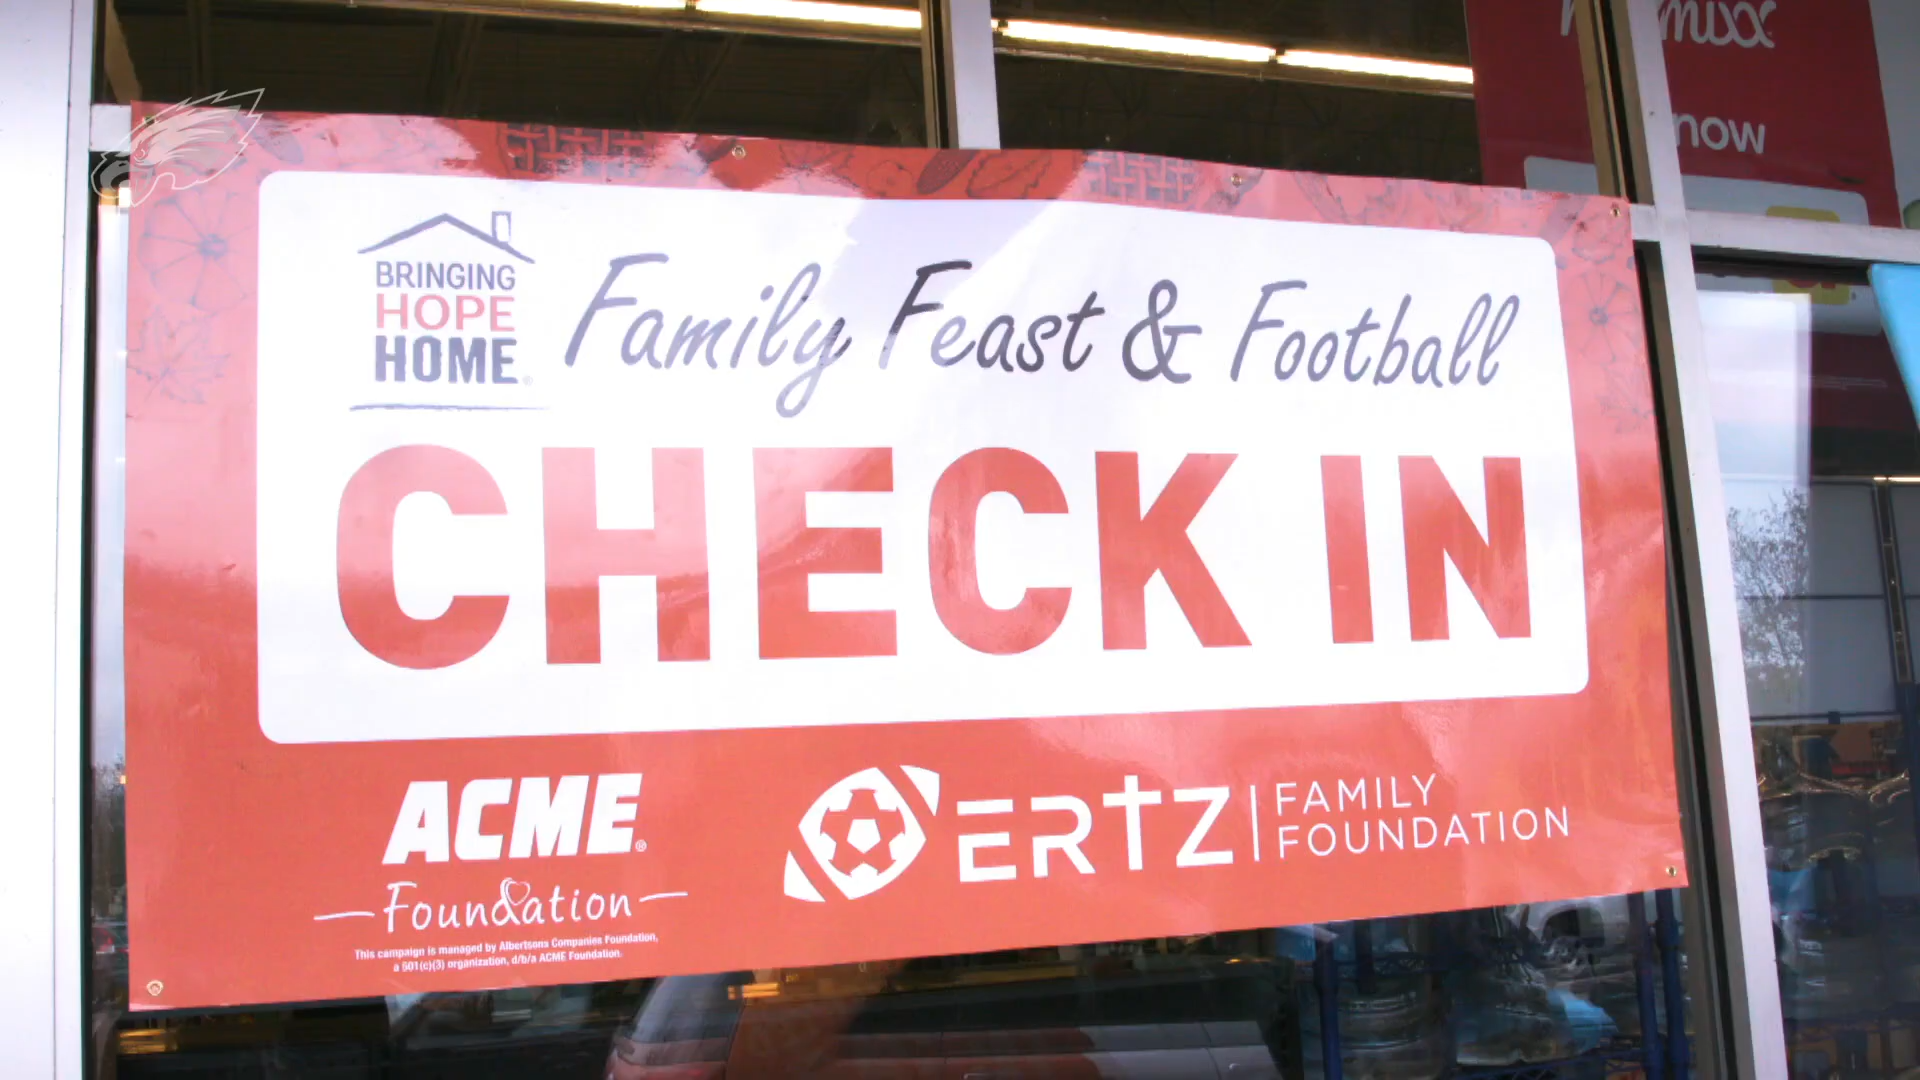 BRINGING
HOPE
HOME®
Family Feast & Football
CHECK IN
ACME®
Foundation
This campaign is managed by Albertsons Companies Foundation,
a 501(c)(3) organization, d/b/a ACME Foundation.
ERTZ
FAMILY
FOUNDATION
now